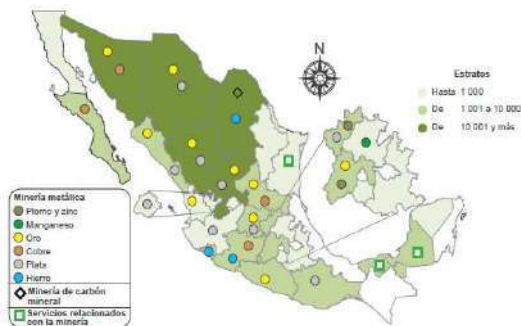 N
Estratos
Hasta 1 000
De 1 001 a 10 000
De 10 001 y más
Minería metálica
Plomo y zinc
Manganeso
Oro
Cobre
Plata
Hierro
Minería de carbón
mineral
Servicios relacionados
con la minería